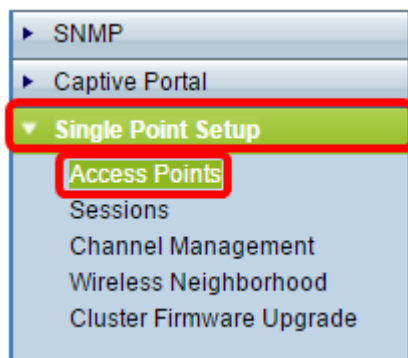 SNMP
Captive Portal
Single Point Setup
Access Points
Sessions
Channel Management
Wireless Neighborhood
Cluster Firmware Upgrade